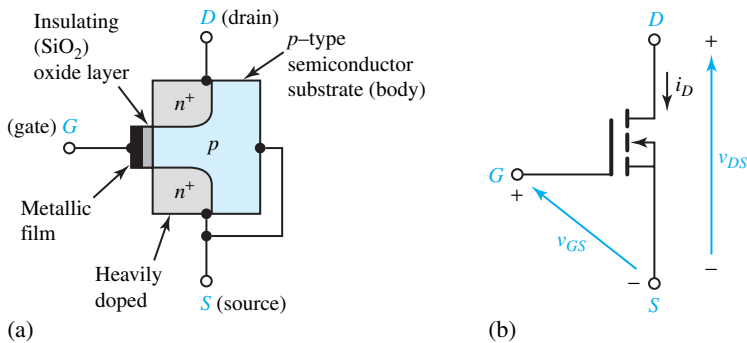 Insulating
(SiO2)
oxide layer
D (drain)
p–type
semiconductor
substrate (body)
n+
(gate) G
p
n+
Metallic
film
Heavily
doped
S (source)
(a)
D
+
iD
vDS
G
+
vGS
–
–
S
(b)